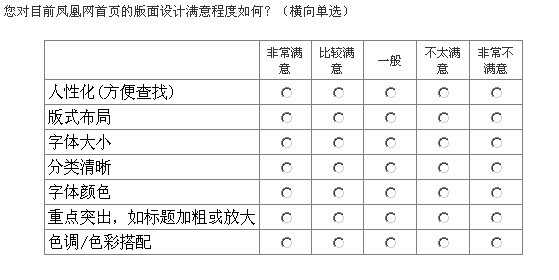 您对目前凤凰网首页的版面设计满意程度如何？（横向单选）
非常满意 比较满意 一般 不太满意 非常不满意
人性化(方便查找)
版式布局
字体大小
分类清晰
字体颜色
重点突出，如标题加粗或放大
色调/色彩搭配